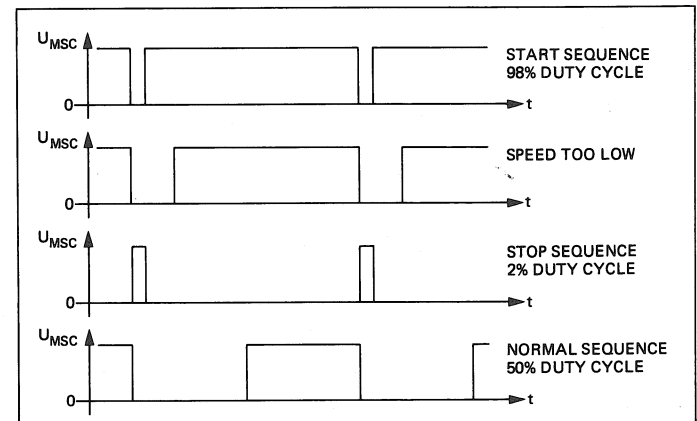 U_MSC
START SEQUENCE
98% DUTY CYCLE
0
t
U_MSC
SPEED TOO LOW
0
t
U_MSC
STOP SEQUENCE
2% DUTY CYCLE
0
t
U_MSC
NORMAL SEQUENCE
50% DUTY CYCLE
0
t